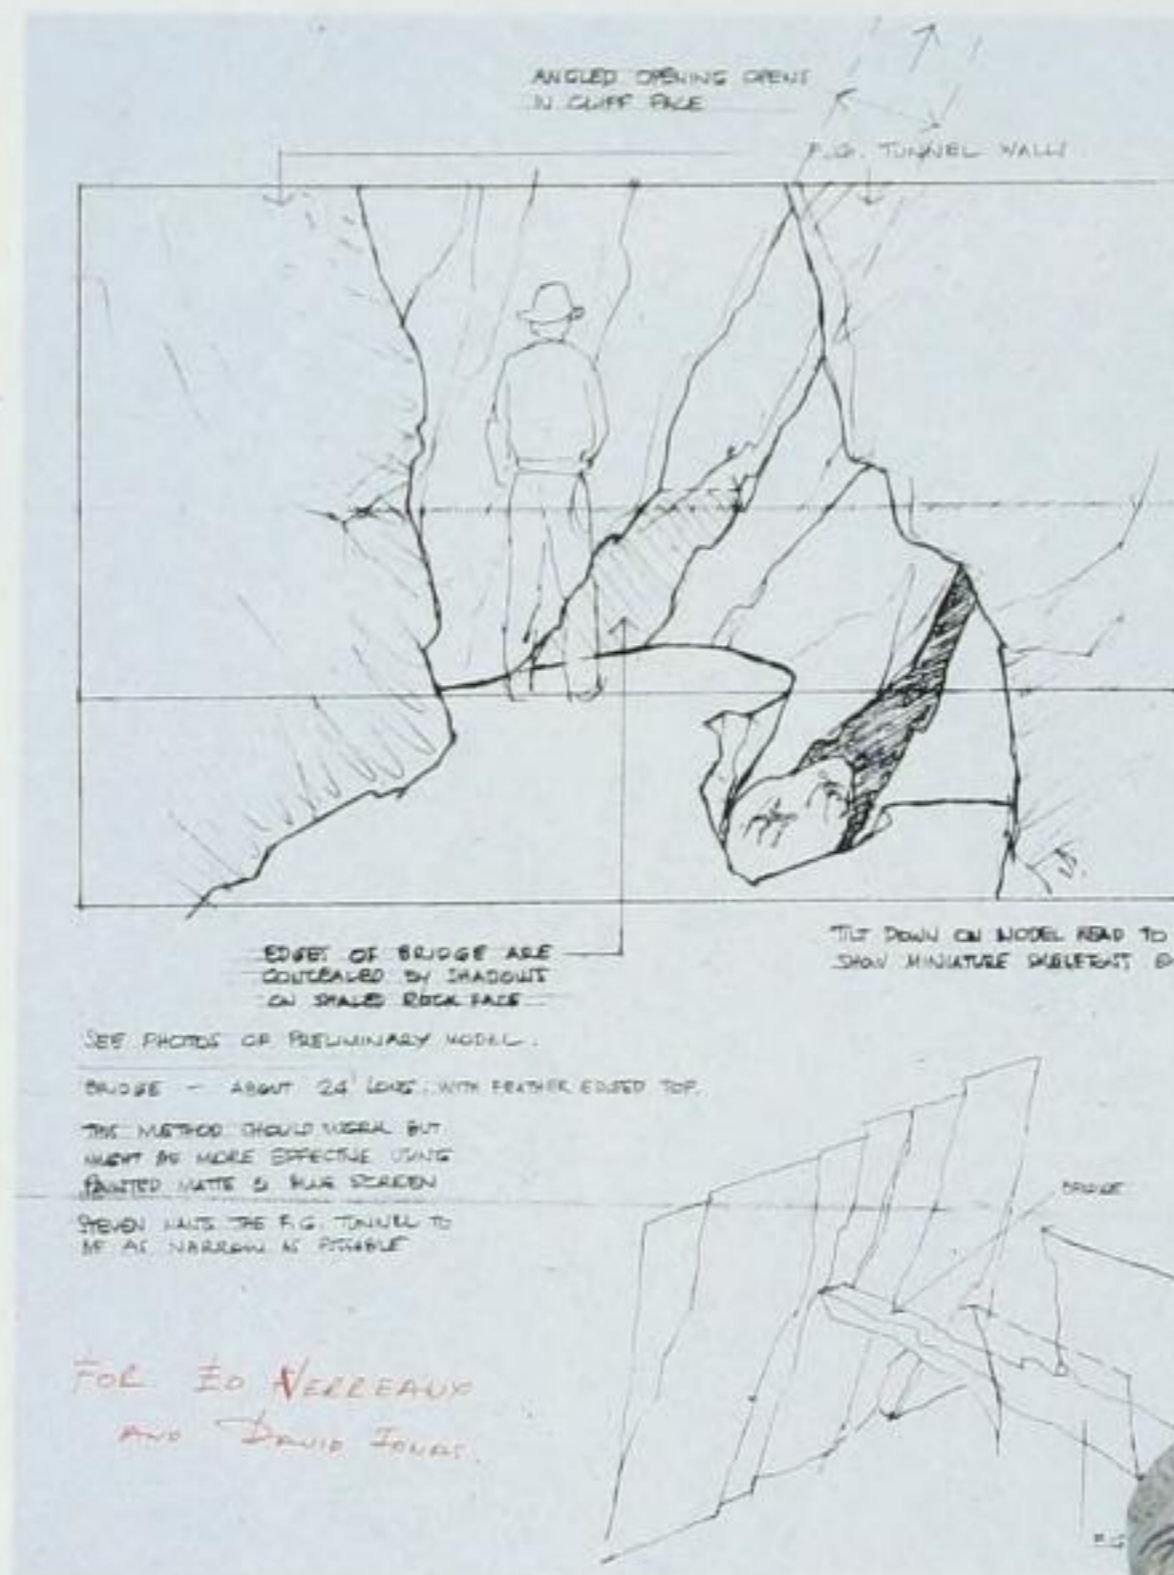 ANGLED OPENING OPENS
IN CLIFF FACE
F.G. TUNNEL WALLS
EDGES OF BRIDGE ARE
CONCEALED BY SHADOWS
ON SHALED ROCK FACE
TILT DOWN ON NODEL HEAD TO
SHOW MINIATURE SKELETONS @
SEE PHOTOS OF PRELIMINARY MODEL.
BRIDGE - ABOUT 24' LONG. WITH FEATHER EDGED TOP.
THIS METHOD SHOULD WORK BUT
MIGHT BE MORE EFFECTIVE USING
PAINTED MATTE & BLUE SCREEN
STEVEN WANTS THE F.G. TUNNEL TO
BE AS NARROW AS POSSIBLE
BRIDGE
FOR ED VERREAUX
AND DAVID JONES.
F.G